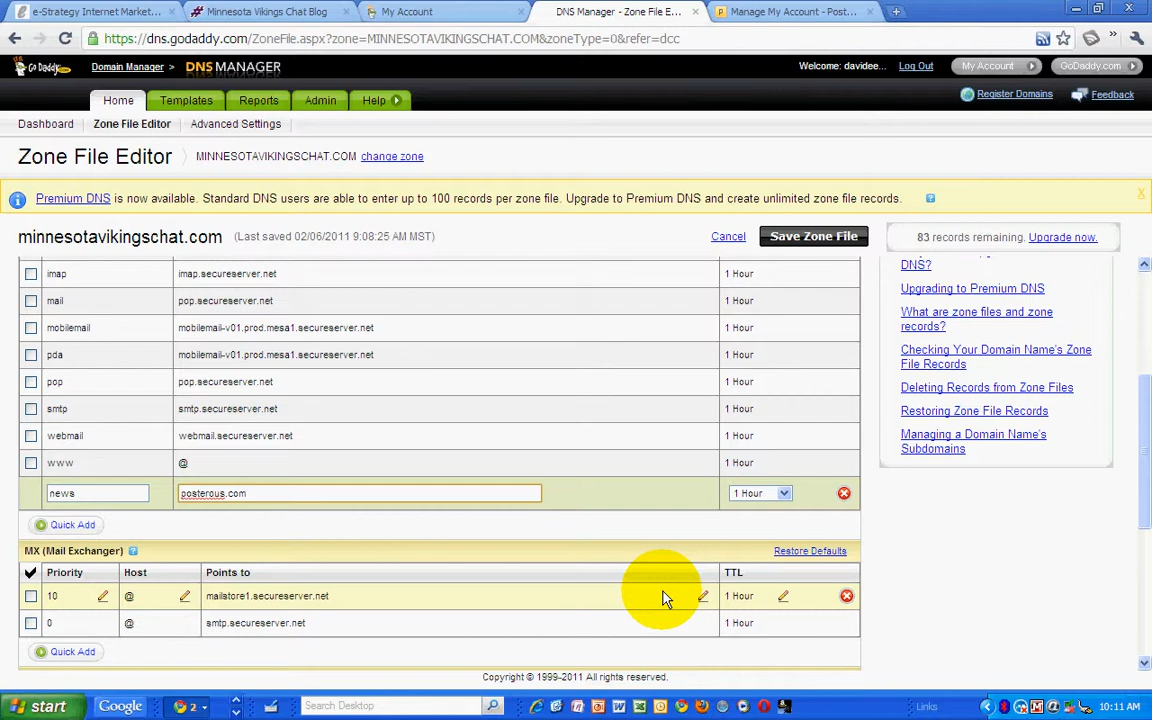 e-Strategy Internet Market...
Minnesota Vikings Chat Blog
My Account
DNS Manager - Zone File E...
Manage My Account - Post...
https://dns.godaddy.com/ZoneFile.aspx?zone=MINNESOTAVIKINGSCHAT.COM&zoneType=0&refer=dcc
Go Daddy.com Domain Manager DNS MANAGER Welcome: davidee... Log Out My Account GoDaddy.com
Home Templates Reports Admin Help Register Domains Feedback
Dashboard Zone File Editor Advanced Settings
Zone File Editor MINNESOTAVIKINGSCHAT.COM change zone
Premium DNS is now available. Standard DNS users are able to enter up to 100 records per zone file. Upgrade to Premium DNS and create unlimited zone file records. ? X
minnesotavikingschat.com (Last saved 02/06/2011 9:08:25 AM MST) Cancel Save Zone File 83 records remaining. Upgrade now.
imap imap.secureserver.net 1 Hour
mail pop.secureserver.net 1 Hour
mobilemail mobilemail-v01.prod.mesa1.secureserver.net 1 Hour
pda mobilemail-v01.prod.mesa1.secureserver.net 1 Hour
pop pop.secureserver.net 1 Hour
smtp smtp.secureserver.net 1 Hour
webmail webmail.secureserver.net 1 Hour
www @ 1 Hour
news posterous.com 1 Hour
Quick Add
MX (Mail Exchanger) ? Restore Defaults
Priority Host Points to TTL
10 @ mailstore1.secureserver.net 1 Hour
0 @ smtp.secureserver.net 1 Hour
Quick Add
DNS?
Upgrading to Premium DNS
What are zone files and zone
records?
Checking Your Domain Name's Zone
File Records
Deleting Records from Zone Files
Restoring Zone File Records
Managing a Domain Name's
Subdomains
Copyright © 1999-2011 All rights reserved.
start Google 2 Search Desktop Links 10:11 AM